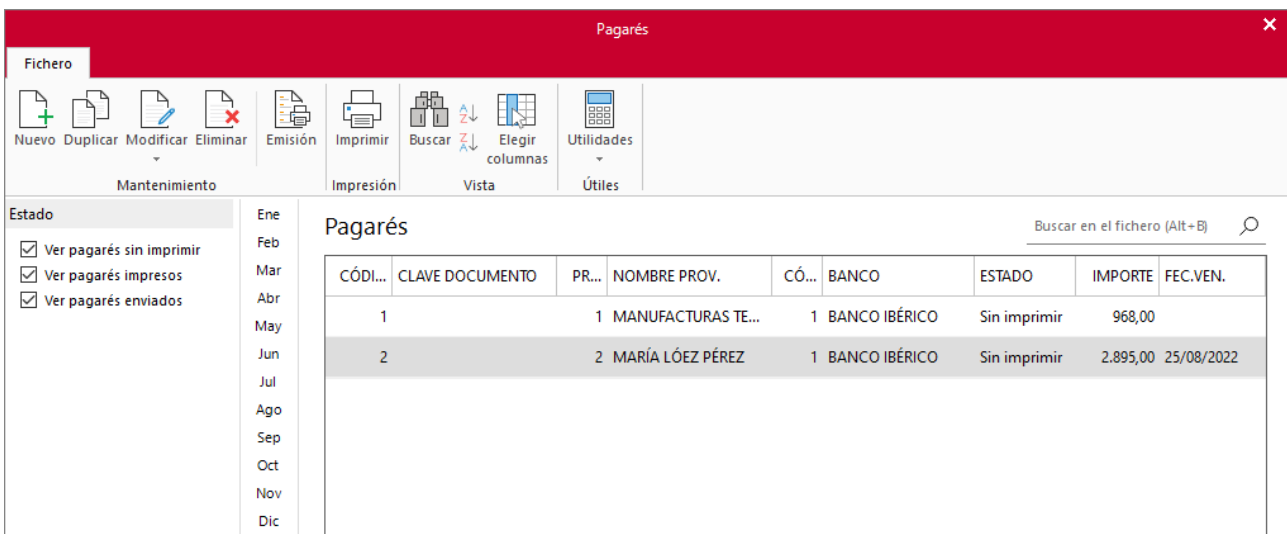 Pagarés
Fichero
Nuevo Duplicar Modificar Eliminar Emisión Imprimir Buscar Elegir columnas Utilidades
Mantenimiento Impresión Vista Útiles
Estado
Ver pagarés sin imprimir
Ver pagarés impresos
Ver pagarés enviados
Ene
Feb
Mar
Abr
May
Jun
Jul
Ago
Sep
Oct
Nov
Dic
Pagarés
Buscar en el fichero (Alt+B)
CÓDI... CLAVE DOCUMENTO PR... NOMBRE PROV. CÓ... BANCO ESTADO IMPORTE FEC.VEN.
1 1 MANUFACTURAS TE... 1 BANCO IBÉRICO Sin imprimir 968,00
2 2 MARÍA LÓEZ PÉREZ 1 BANCO IBÉRICO Sin imprimir 2.895,00 25/08/2022